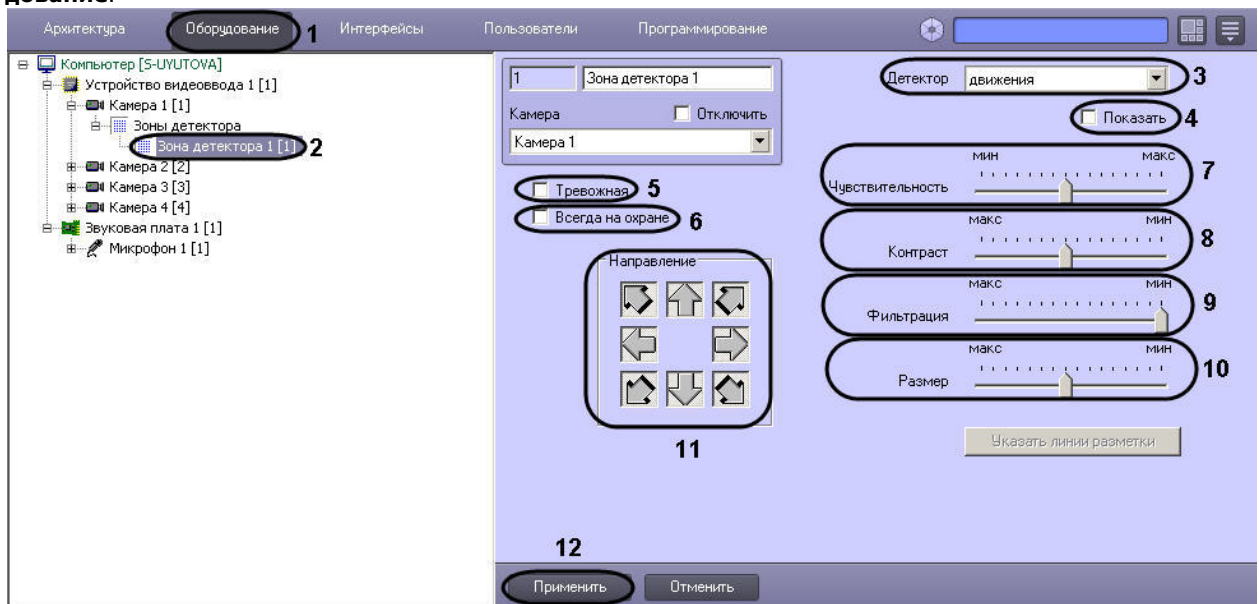 дование.
Архитектура Оборудование 1 Интерфейсы Пользователи Программирование
Компьютер [S-UYUTOVA]
Устройство видеоввода 1 [1]
Камера 1 [1]
Зоны детектора
Зона детектора 1 [1] 2
Камера 2 [2]
Камера 3 [3]
Камера 4 [4]
Звуковая плата 1 [1]
Микрофон 1 [1]
1 Зона детектора 1
Камера Отключить
Камера 1
Тревожная 5
Всегда на охране 6
Направление
11
Детектор движения 3
Показать 4
мин макс
Чувствительность 7
макс мин
Контраст 8
макс мин
Фильтрация 9
макс мин
Размер 10
Указать линии разметки
12
Применить Отменить